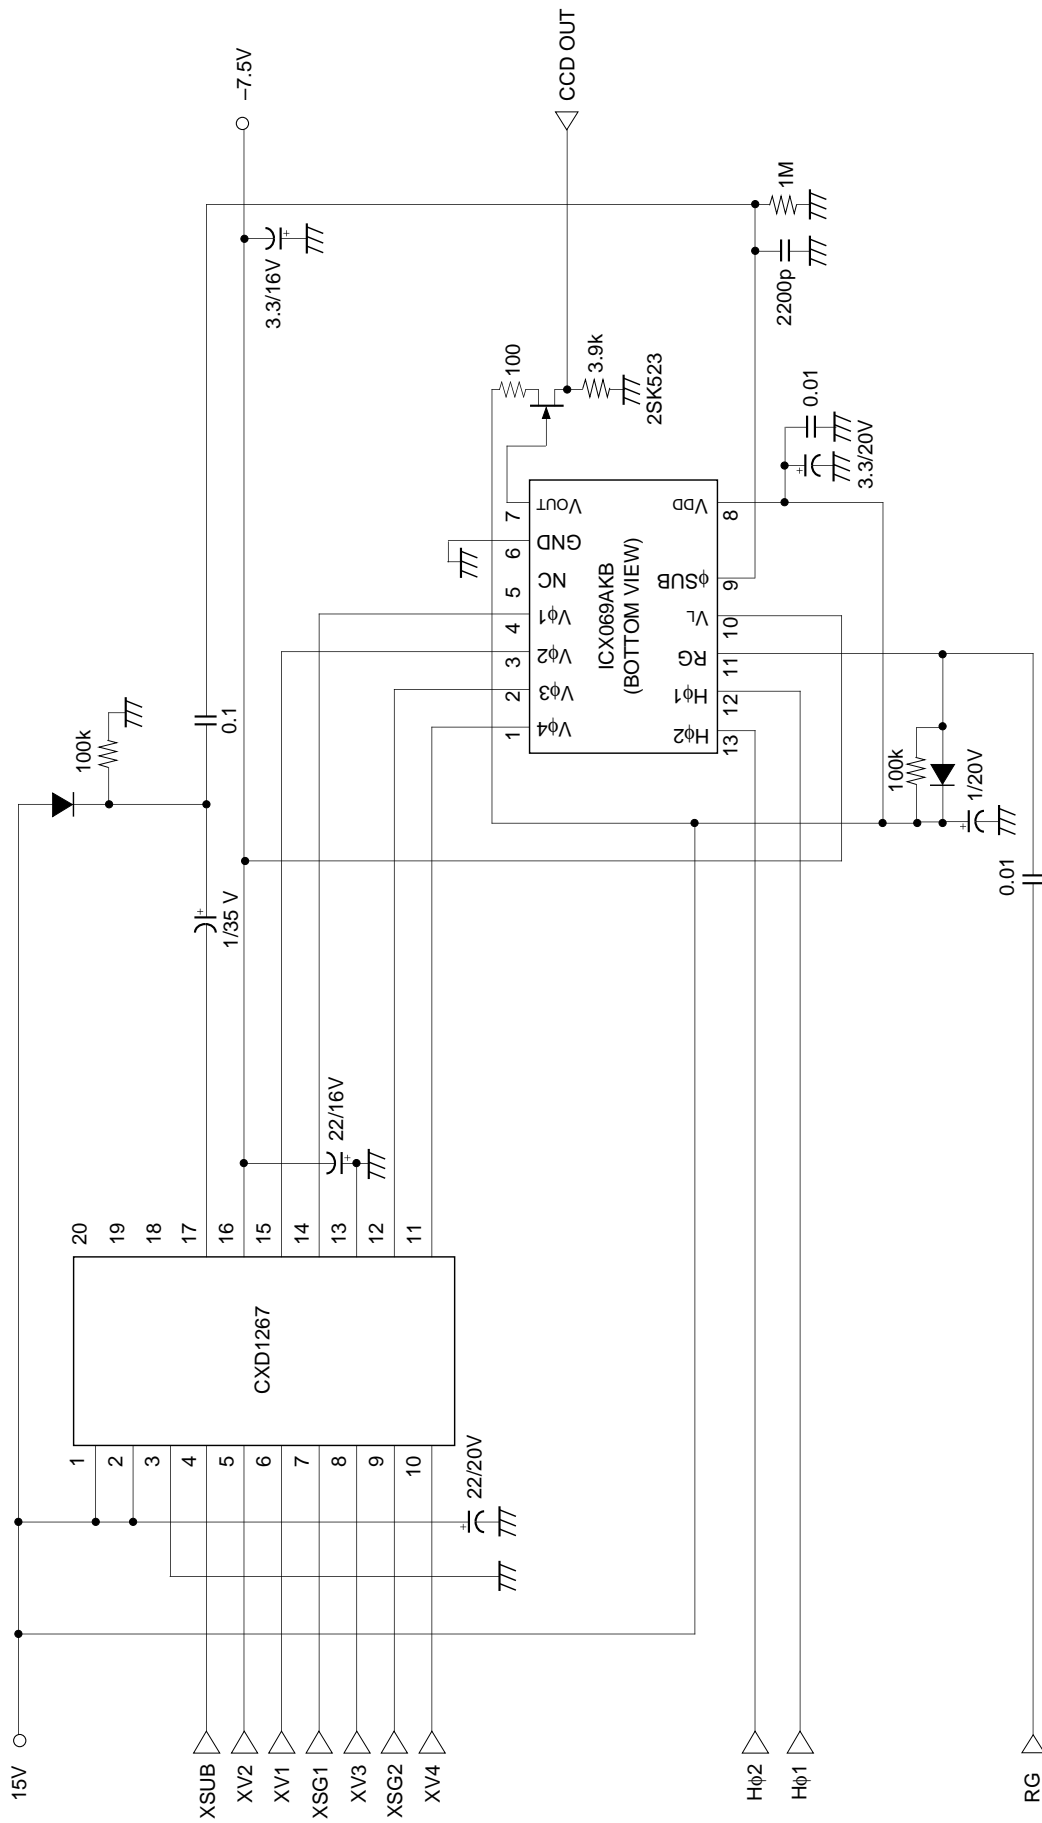 15V
XSUB
XV2
XV1
XSG1
XV3
XSG2
XV4
Hϕ2
Hϕ1
RG
1
2
3
4
5
6
7
8
9
10
22/20V
CXD1267
20
19
18
17
16
15
14
13
12
11
22/16V
1/35 V
100k
0.1
3.3/16V
–7.5V
CCD OUT
1
2
3
4
5
6
7
Vϕ4
Vϕ3
Vϕ2
Vϕ1
NC
GND
VOUT
ICX069AKB
(BOTTOM VIEW)
Hϕ2
Hϕ1
RG
VL
ϕSUB
VDD
13
12
11
10
9
8
100
3.9k
2SK523
2200p
1M
0.01
3.3/20V
100k
1/20V
0.01